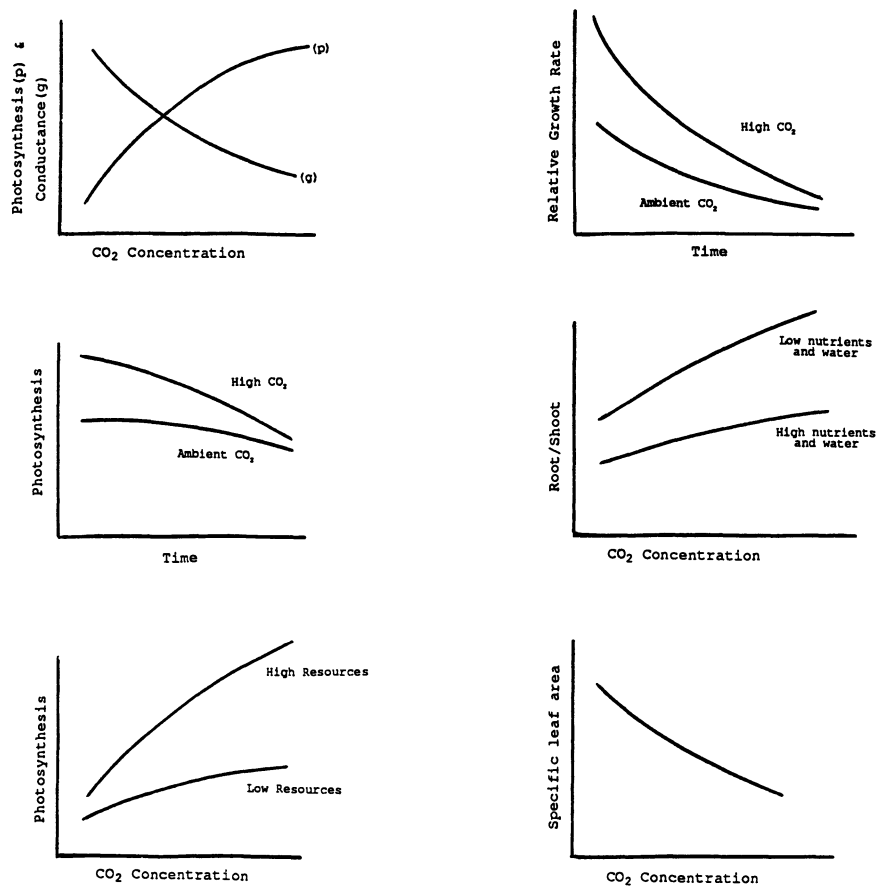 Photosynthesis(p) &
Conductance(g)
(p)
(g)
CO₂ Concentration
Relative Growth Rate
High CO₂
Ambient CO₂
Time
Photosynthesis
High CO₂
Ambient CO₂
Time
Root/Shoot
Low nutrients
and water
High nutrients
and water
CO₂ Concentration
Photosynthesis
High Resources
Low Resources
CO₂ Concentration
Specific leaf area
CO₂ Concentration